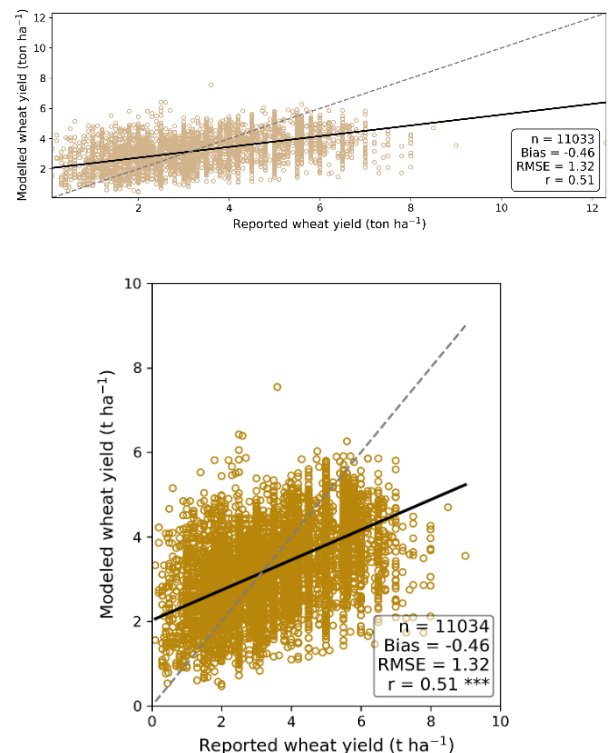 12
10
8
6
4
2
Modelled wheat yield (ton ha⁻¹)
n = 11033
Bias = -0.46
RMSE = 1.32
r = 0.51
2 4 6 8 10 12
Reported wheat yield (ton ha⁻¹)
10
8
6
4
2
0
Modeled wheat yield (t ha⁻¹)
n = 11034
Bias = -0.46
RMSE = 1.32
r = 0.51 ***
0 2 4 6 8 10
Reported wheat yield (t ha⁻¹)